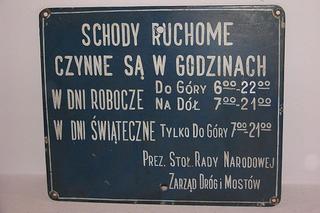 SCHODY RUCHOME
CZYNNE SĄ W GODZINACH
W DNI ROBOCZE DO GÓRY 6⁰⁰-22⁰⁰
NA DÓŁ 7⁰⁰-21⁰⁰
W DNI ŚWIĄTECZNE TYLKO DO GÓRY 7⁰⁰-21⁰⁰
PREZ. STOŁ. RADY NARODOWEJ
ZARZĄD DRÓG I MOSTÓW